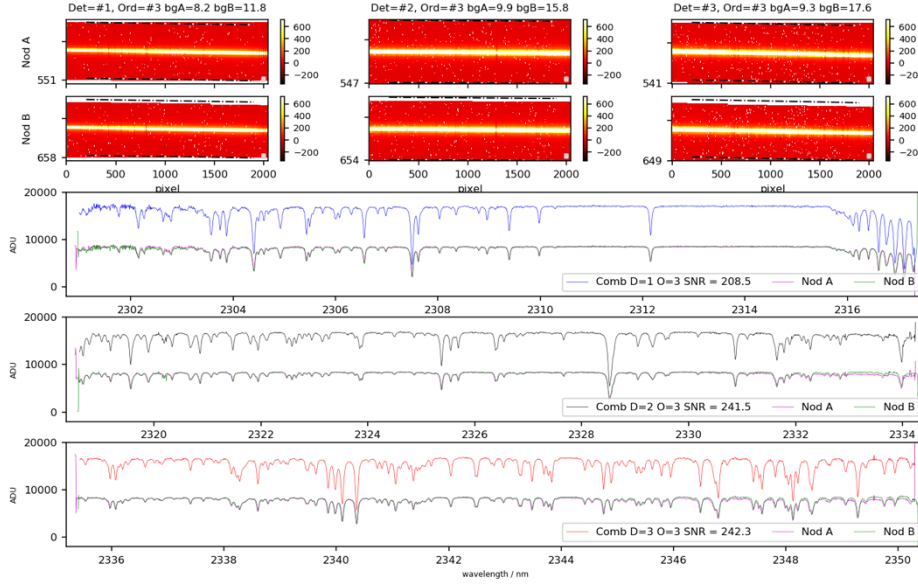 Det=#1, Ord=#3 bgA=8.2 bgB=11.8
Det=#2, Ord=#3 bgA=9.9 bgB=15.8
Det=#3, Ord=#3 bgA=9.3 bgB=17.6
Nod A
551
600
400
200
0
−200
547
600
400
200
0
−200
541
600
400
200
0
−200
Nod B
658
600
400
200
0
−200
654
600
400
200
0
−200
649
600
400
200
0
−200
0 500 1000 1500 2000
0 500 1000 1500 2000
0 500 1000 1500 2000
pixel
pixel
pixel
20000
10000
0
ADU
Comb D=1 O=3 SNR = 208.5 Nod A Nod B
2302 2304 2306 2308 2310 2312 2314 2316
20000
10000
0
ADU
Comb D=2 O=3 SNR = 241.5 Nod A Nod B
2320 2322 2324 2326 2328 2330 2332 2334
20000
10000
0
ADU
Comb D=3 O=3 SNR = 242.3 Nod A Nod B
2336 2338 2340 2342 2344 2346 2348 2350
wavelength / nm